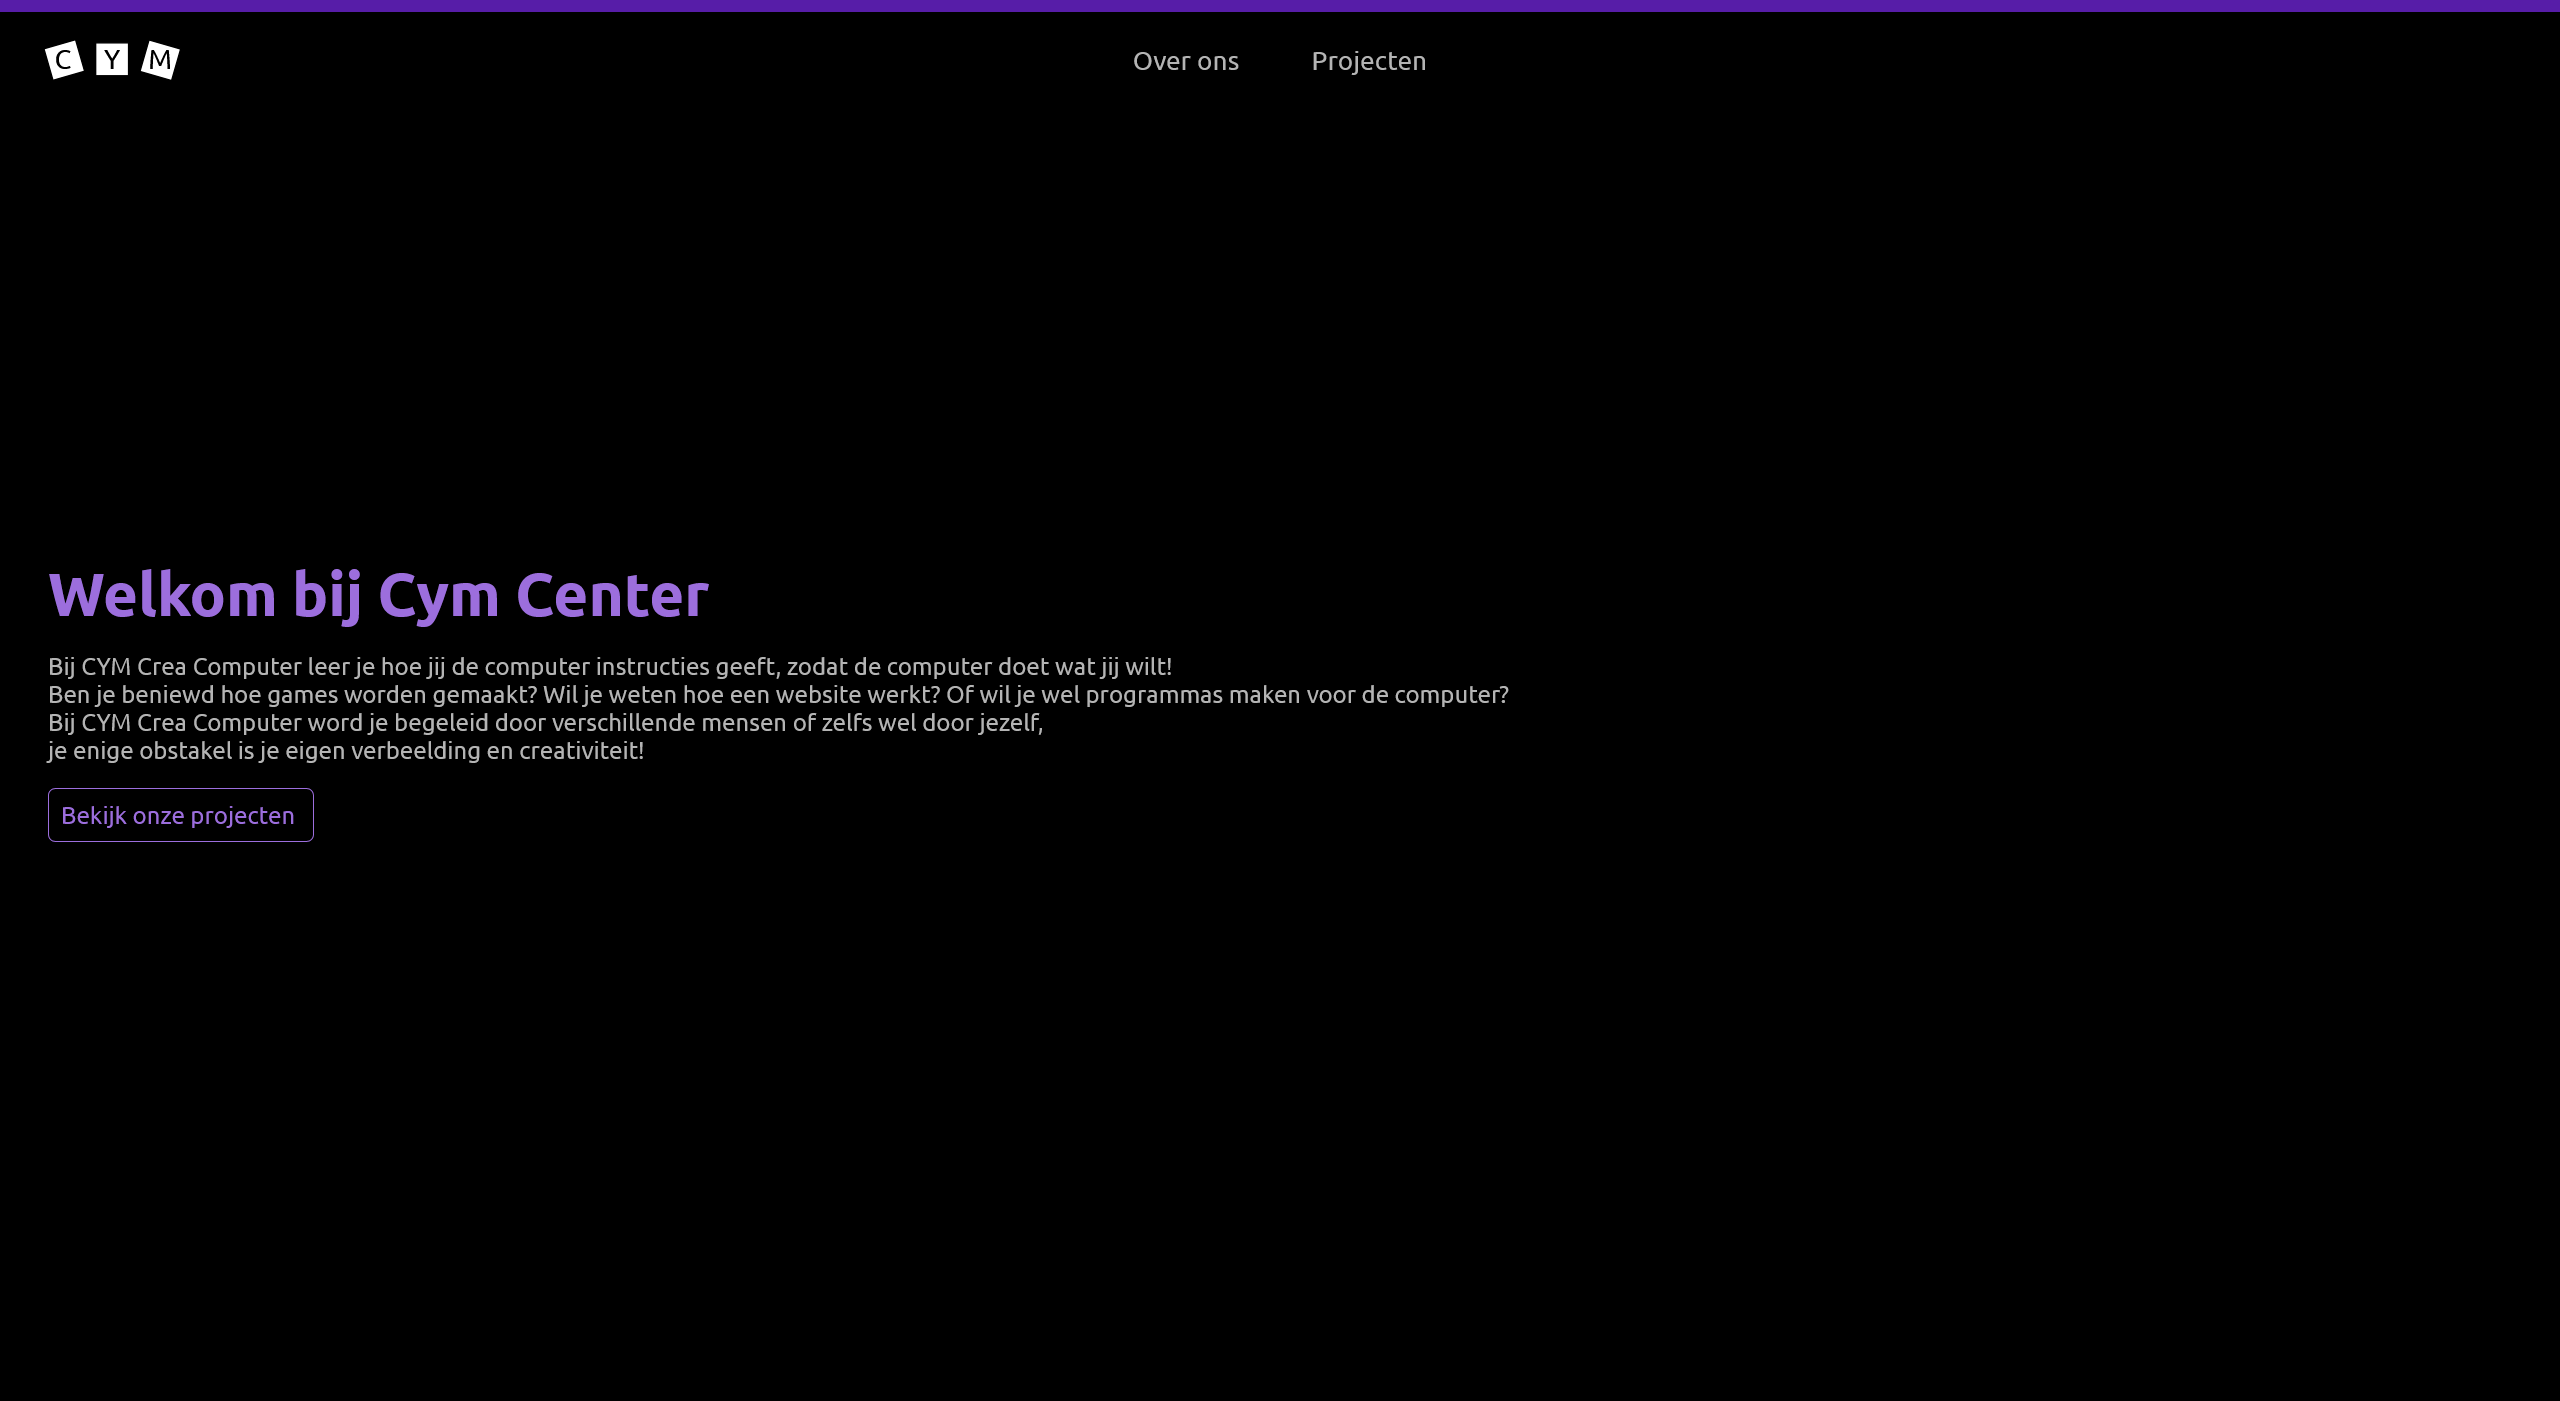 C Y M
Over ons Projecten
Welkom bij Cym Center
Bij CYM Crea Computer leer je hoe jij de computer instructies geeft, zodat de computer doet wat jij wilt!
Ben je beniewd hoe games worden gemaakt? Wil je weten hoe een website werkt? Of wil je wel programmas maken voor de computer?
Bij CYM Crea Computer word je begeleid door verschillende mensen of zelfs wel door jezelf,
je enige obstakel is je eigen verbeelding en creativiteit!
Bekijk onze projecten